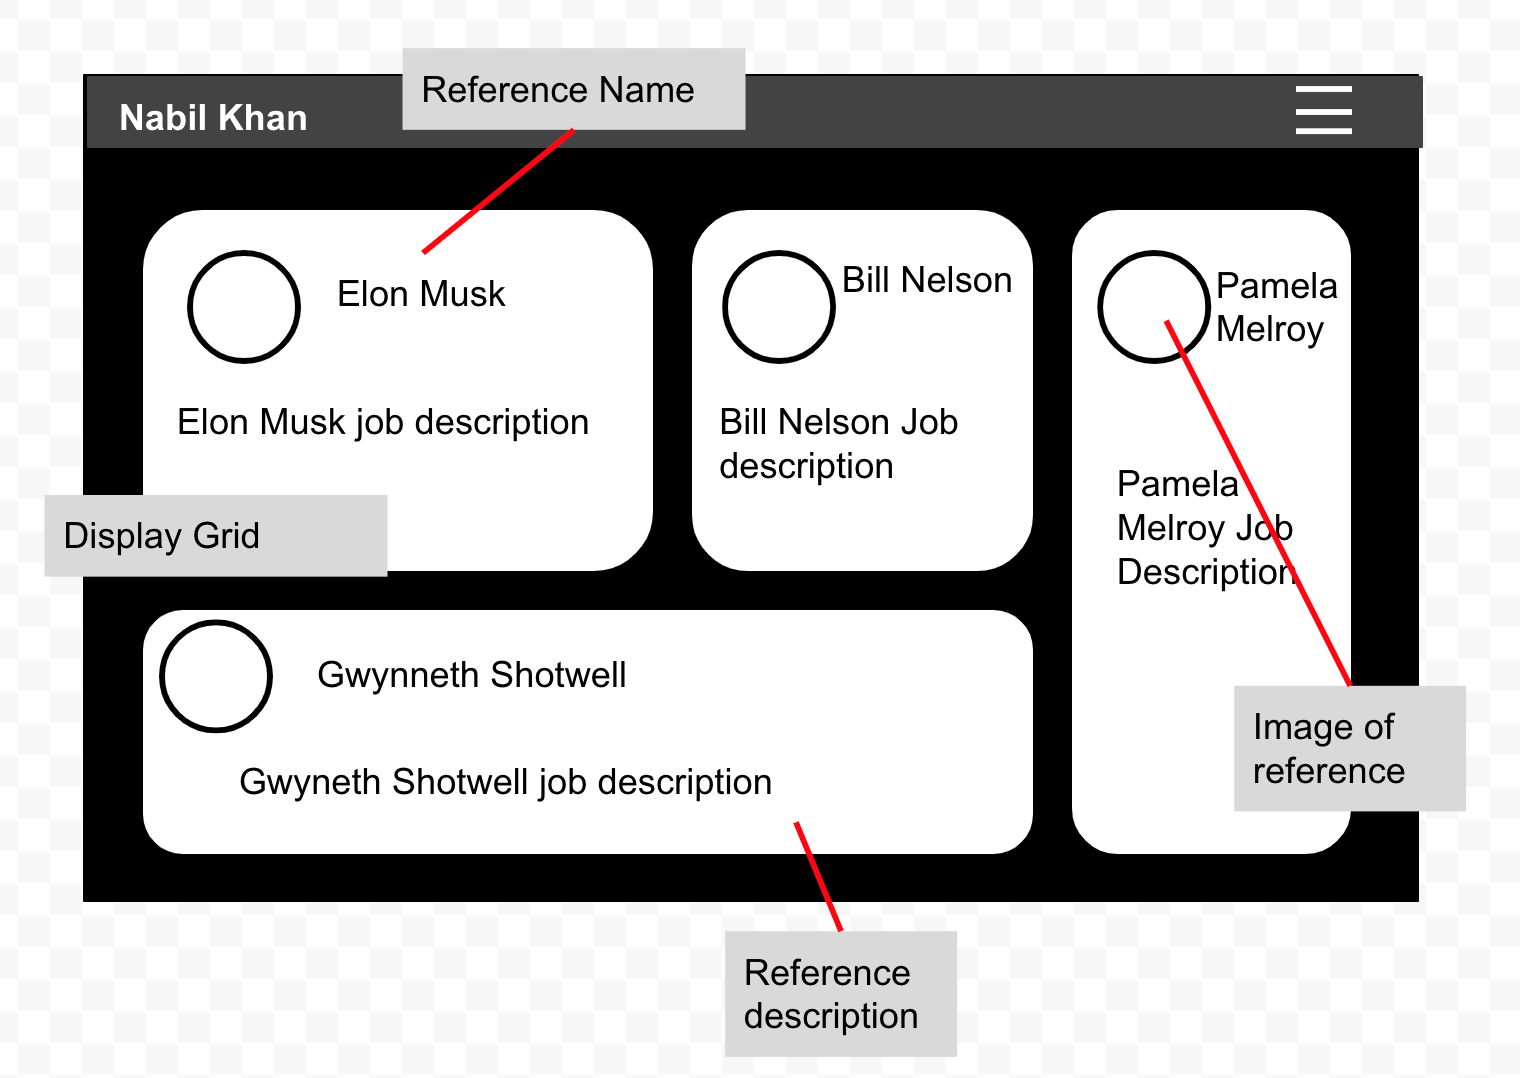 Reference Name
Nabil Khan
Elon Musk
Bill Nelson
Pamela
Melroy
Elon Musk job description
Bill Nelson Job
description
Pamela
Melroy Job
Description
Display Grid
Gwynneth Shotwell
Gwyneth Shotwell job description
Image of
reference
Reference
description